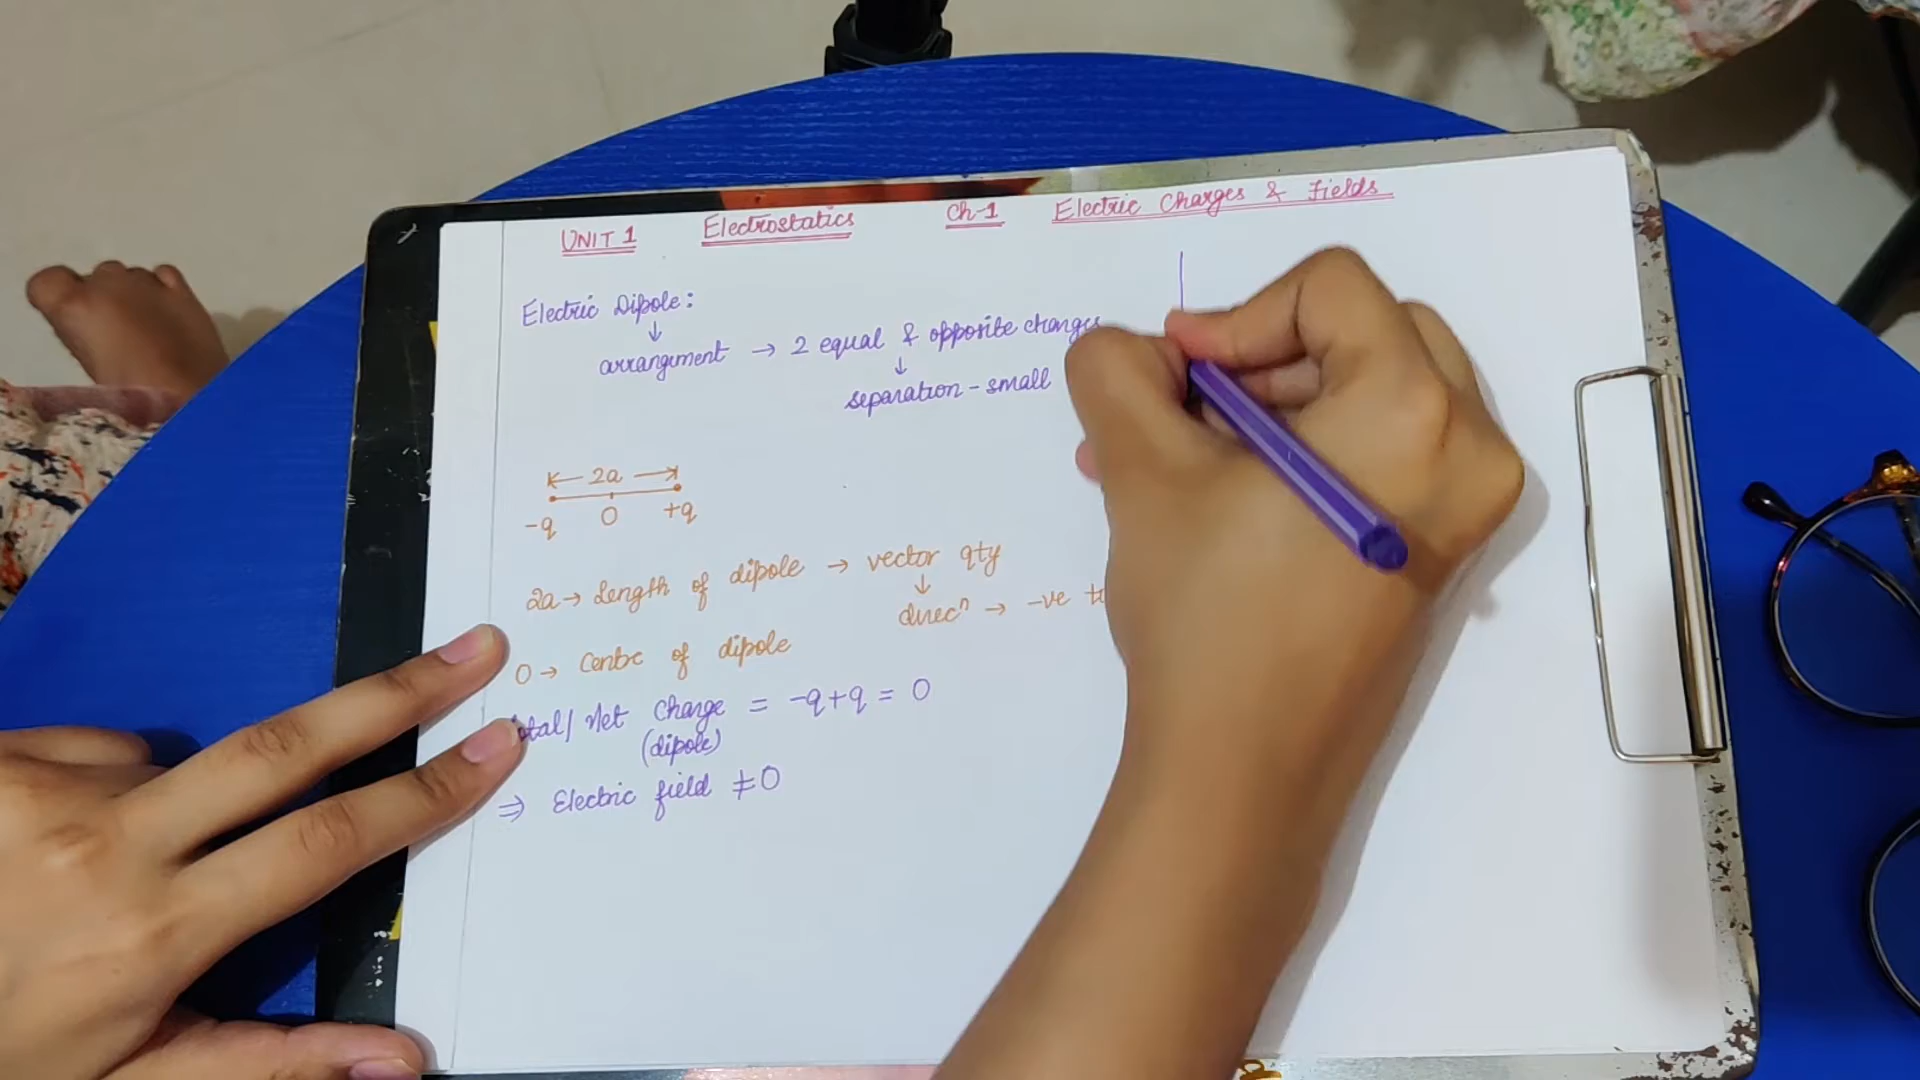 UNIT 1 Electrostatics Ch-1 Electric Charges & Fields
Electric Dipole:
↓
arrangement → 2 equal & opposite charges
↓
separation - small
2a
-q O +q
2a → Length of dipole → vector qty
↓
direcⁿ → -ve
O → Centre of dipole
Net Charge = -q+q = 0
(dipole)
⇒ Electric field ≠ 0